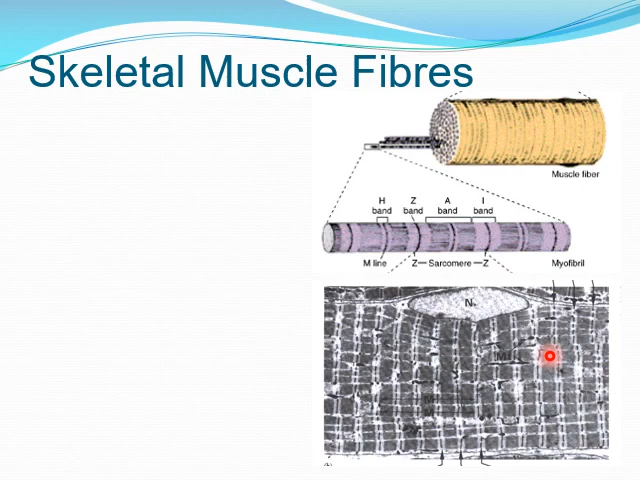 Skeletal Muscle Fibres
Muscle fiber
H band
Z band
A band
I band
M line
Z
Sarcomere
Z
Myofibril
N